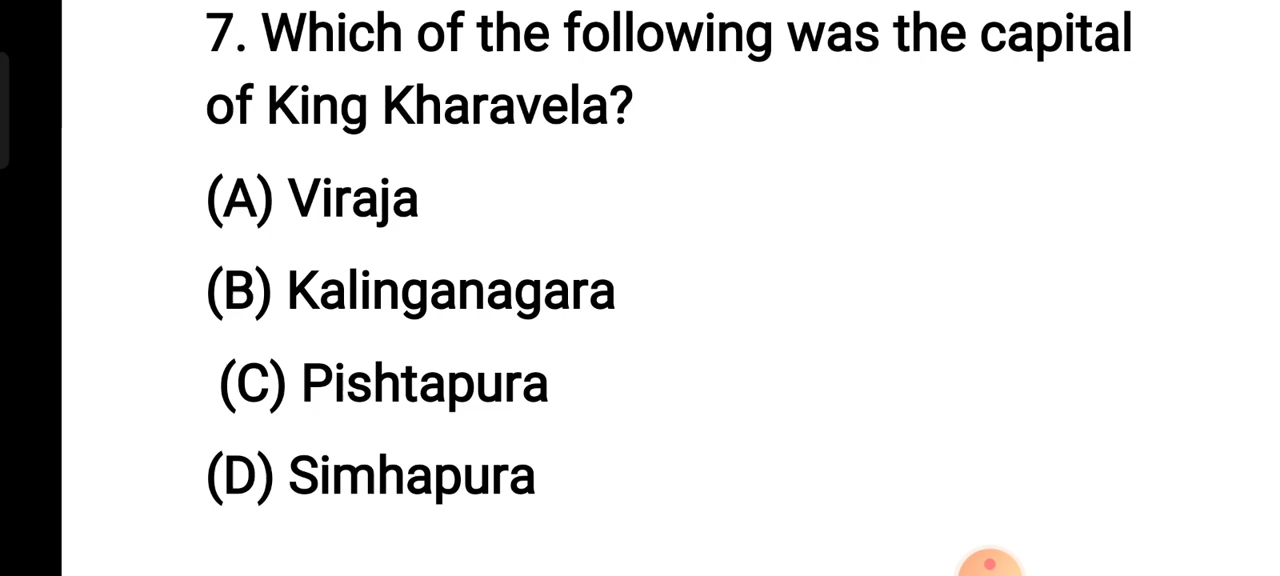 7. Which of the following was the capital
of King Kharavela?
(A) Viraja
(B) Kalinganagara
(C) Pishtapura
(D) Simhapura